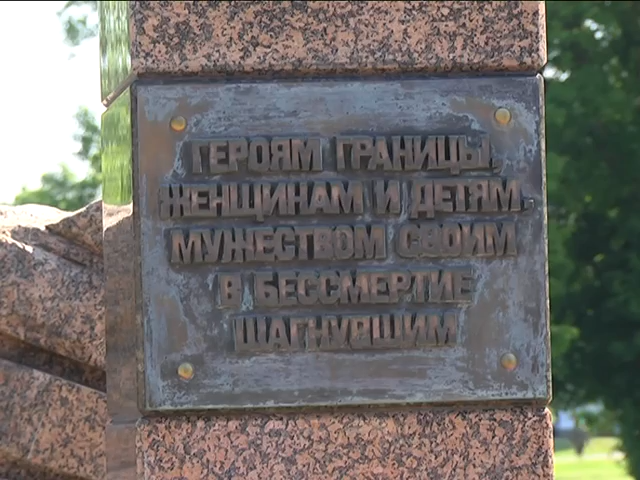 ГЕРОЯМ ГРАНИЦЫ,
ЖЕНЩИНАМ И ДЕТЯМ,
МУЖЕСТВОМ СВОИМ
В БЕССМЕРТИЕ
ШАГНУВШИМ